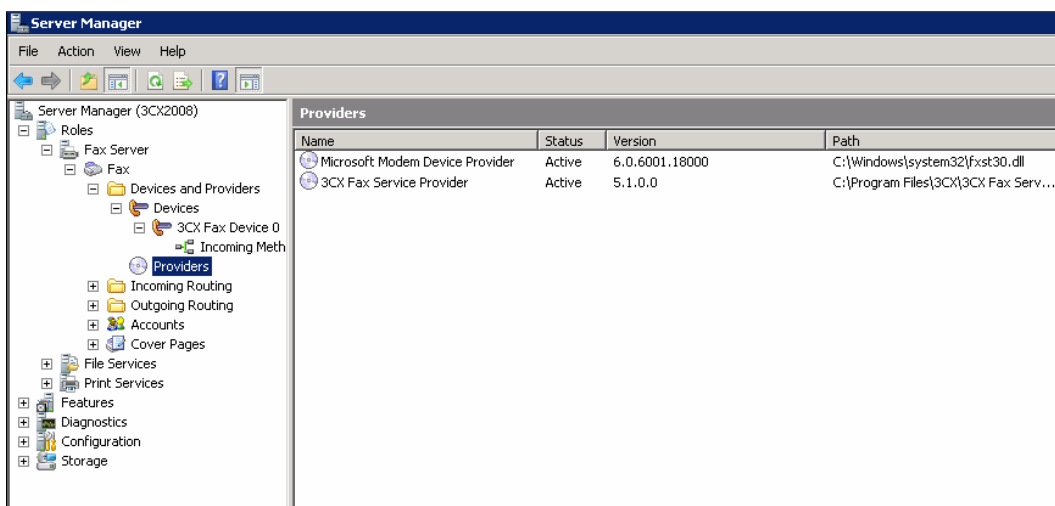 Server Manager
File Action View Help
Server Manager (3CX2008)
Roles
Fax Server
Fax
Devices and Providers
Devices
3CX Fax Device 0
Incoming Meth
Providers
Incoming Routing
Outgoing Routing
Accounts
Cover Pages
File Services
Print Services
Features
Diagnostics
Configuration
Storage
Providers
Name Status Version Path
Microsoft Modem Device Provider Active 6.0.6001.18000 C:\Windows\system32\fxst30.dll
3CX Fax Service Provider Active 5.1.0.0 C:\Program Files\3CX\3CX Fax Serv...